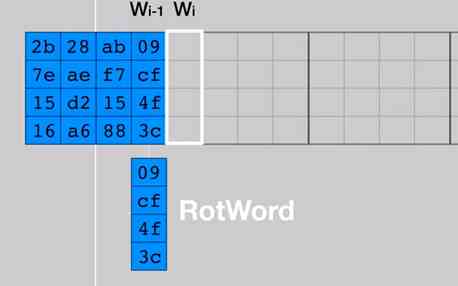 Wi-1 Wi
2b 28 ab 09
7e ae f7 cf
15 d2 15 4f
16 a6 88 3c
09
cf
4f
3c
RotWord